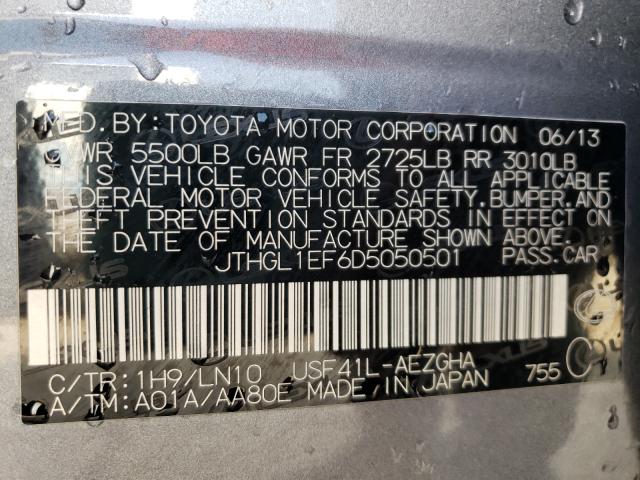 MFD.BY:TOYOTA MOTOR CORPORATION 06/13
GVWR 5500LB GAWR FR 2725LB RR 3010LB
THIS VEHICLE CONFORMS TO ALL APPLICABLE
FEDERAL MOTOR VEHICLE SAFETY,BUMPER,AND
THEFT PREVENTION STANDARDS IN EFFECT ON
THE DATE OF MANUFACTURE SHOWN ABOVE.
JTHGL1EF6D5050501 PASS.CAR
C/TR:1H9/LN10 USF41L-AEZGHA 755
A/TM:A01A/AA80E MADE IN JAPAN